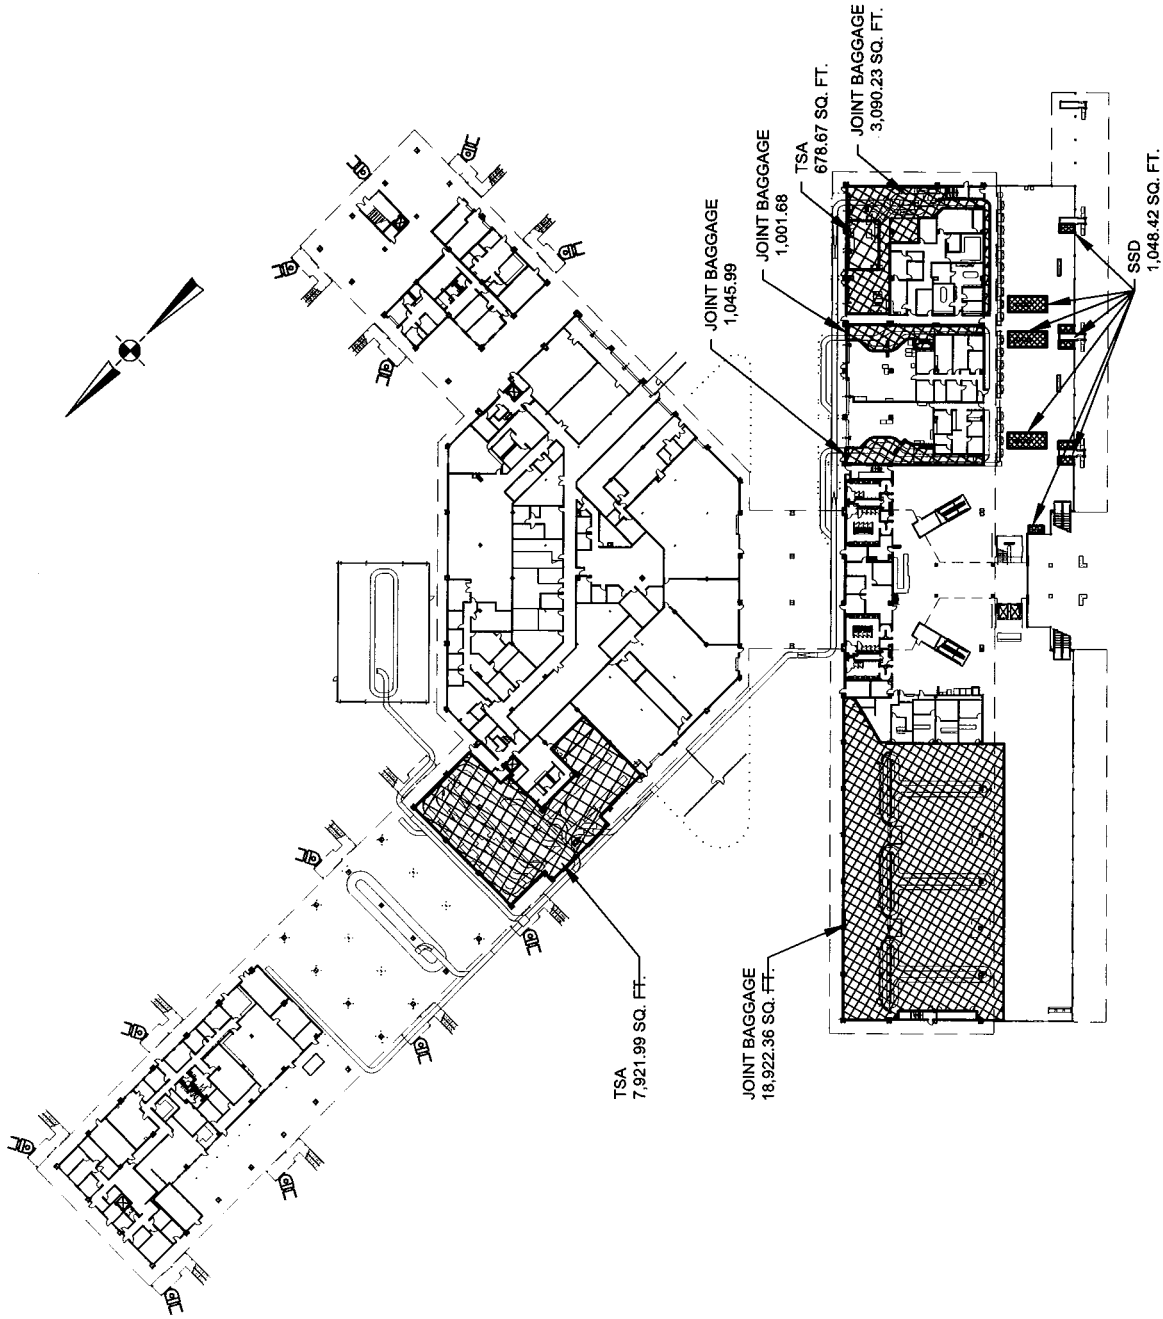 JOINT BAGGAGE
3,090.23 SQ. FT.
TSA
678.67 SQ. FT.
JOINT BAGGAGE
1,001.68
JOINT BAGGAGE
1,045.99
SSD
1,048.42 SQ. FT.
TSA
7,921.99 SQ. FT.
JOINT BAGGAGE
18,922.36 SQ. FT.